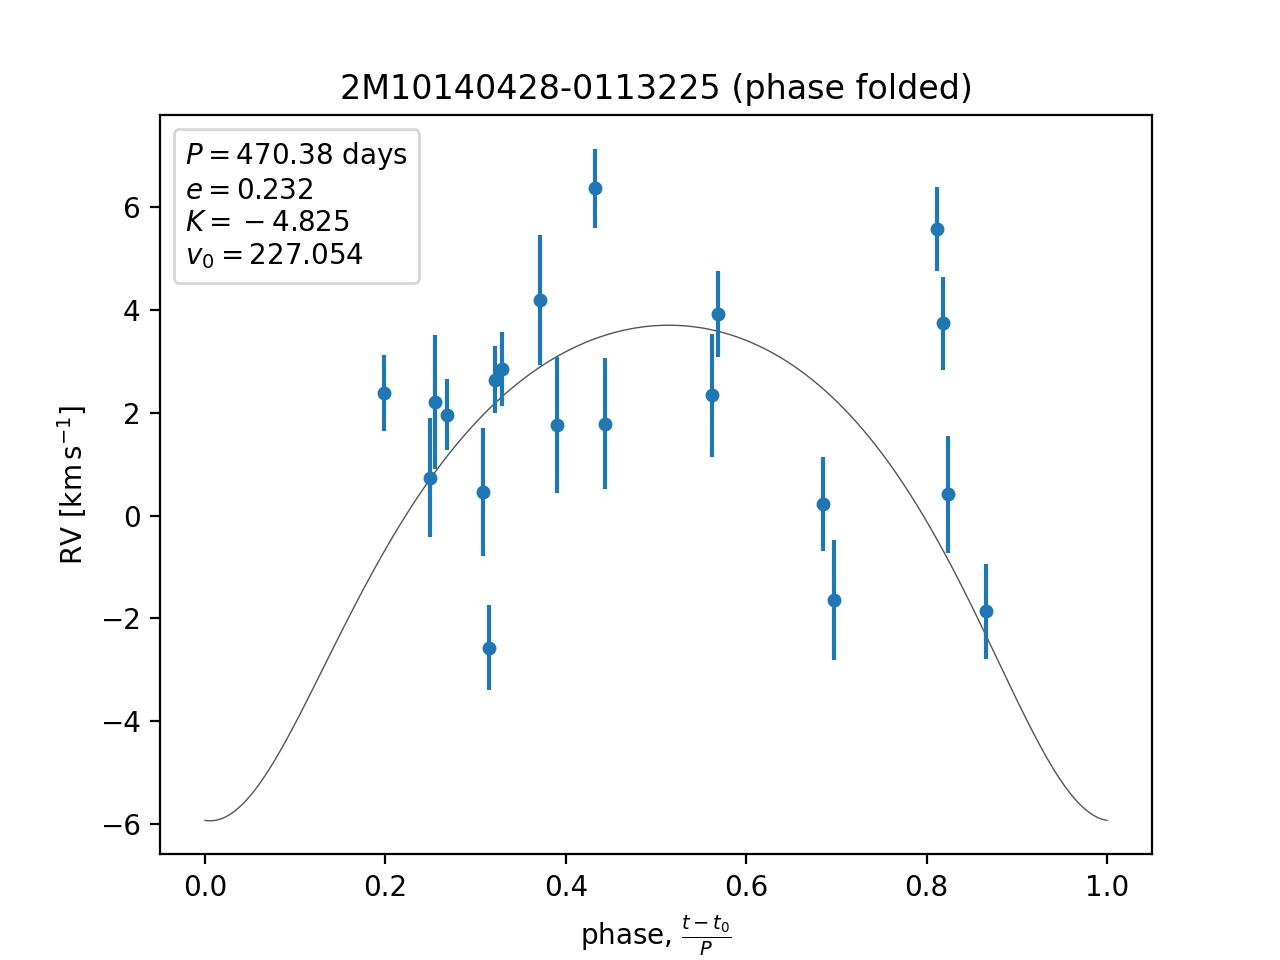 2M10140428-0113225 (phase folded)
P = 470.38 days
e = 0.232
K = −4.825
v₀ = 227.054
6
4
2
0
−2
−4
−6
RV [km s⁻¹]
0.0 0.2 0.4 0.6 0.8 1.0
phase, (t − t₀)/P